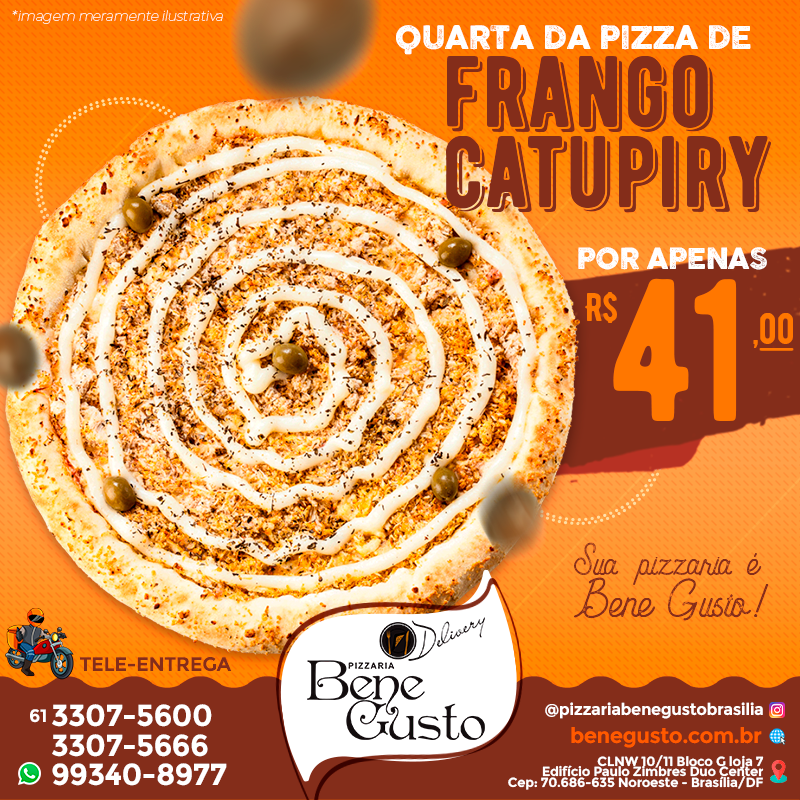 *imagem meramente ilustrativa
QUARTA DA PIZZA DE
FRANGO
CATUPIRY
POR APENAS
R$ 41,00
Sua pizzaria é
Bene Gusto!
TELE-ENTREGA
Delivery
PIZZARIA
Bene
Gusto
61 3307-5600
3307-5666
99340-8977
@pizzariabenegustobrasilia
benegusto.com.br
CLNW 10/11 Bloco G loja 7
Edifício Paulo Zimbres Duo Center
Cep: 70.686-635 Noroeste - Brasília/DF